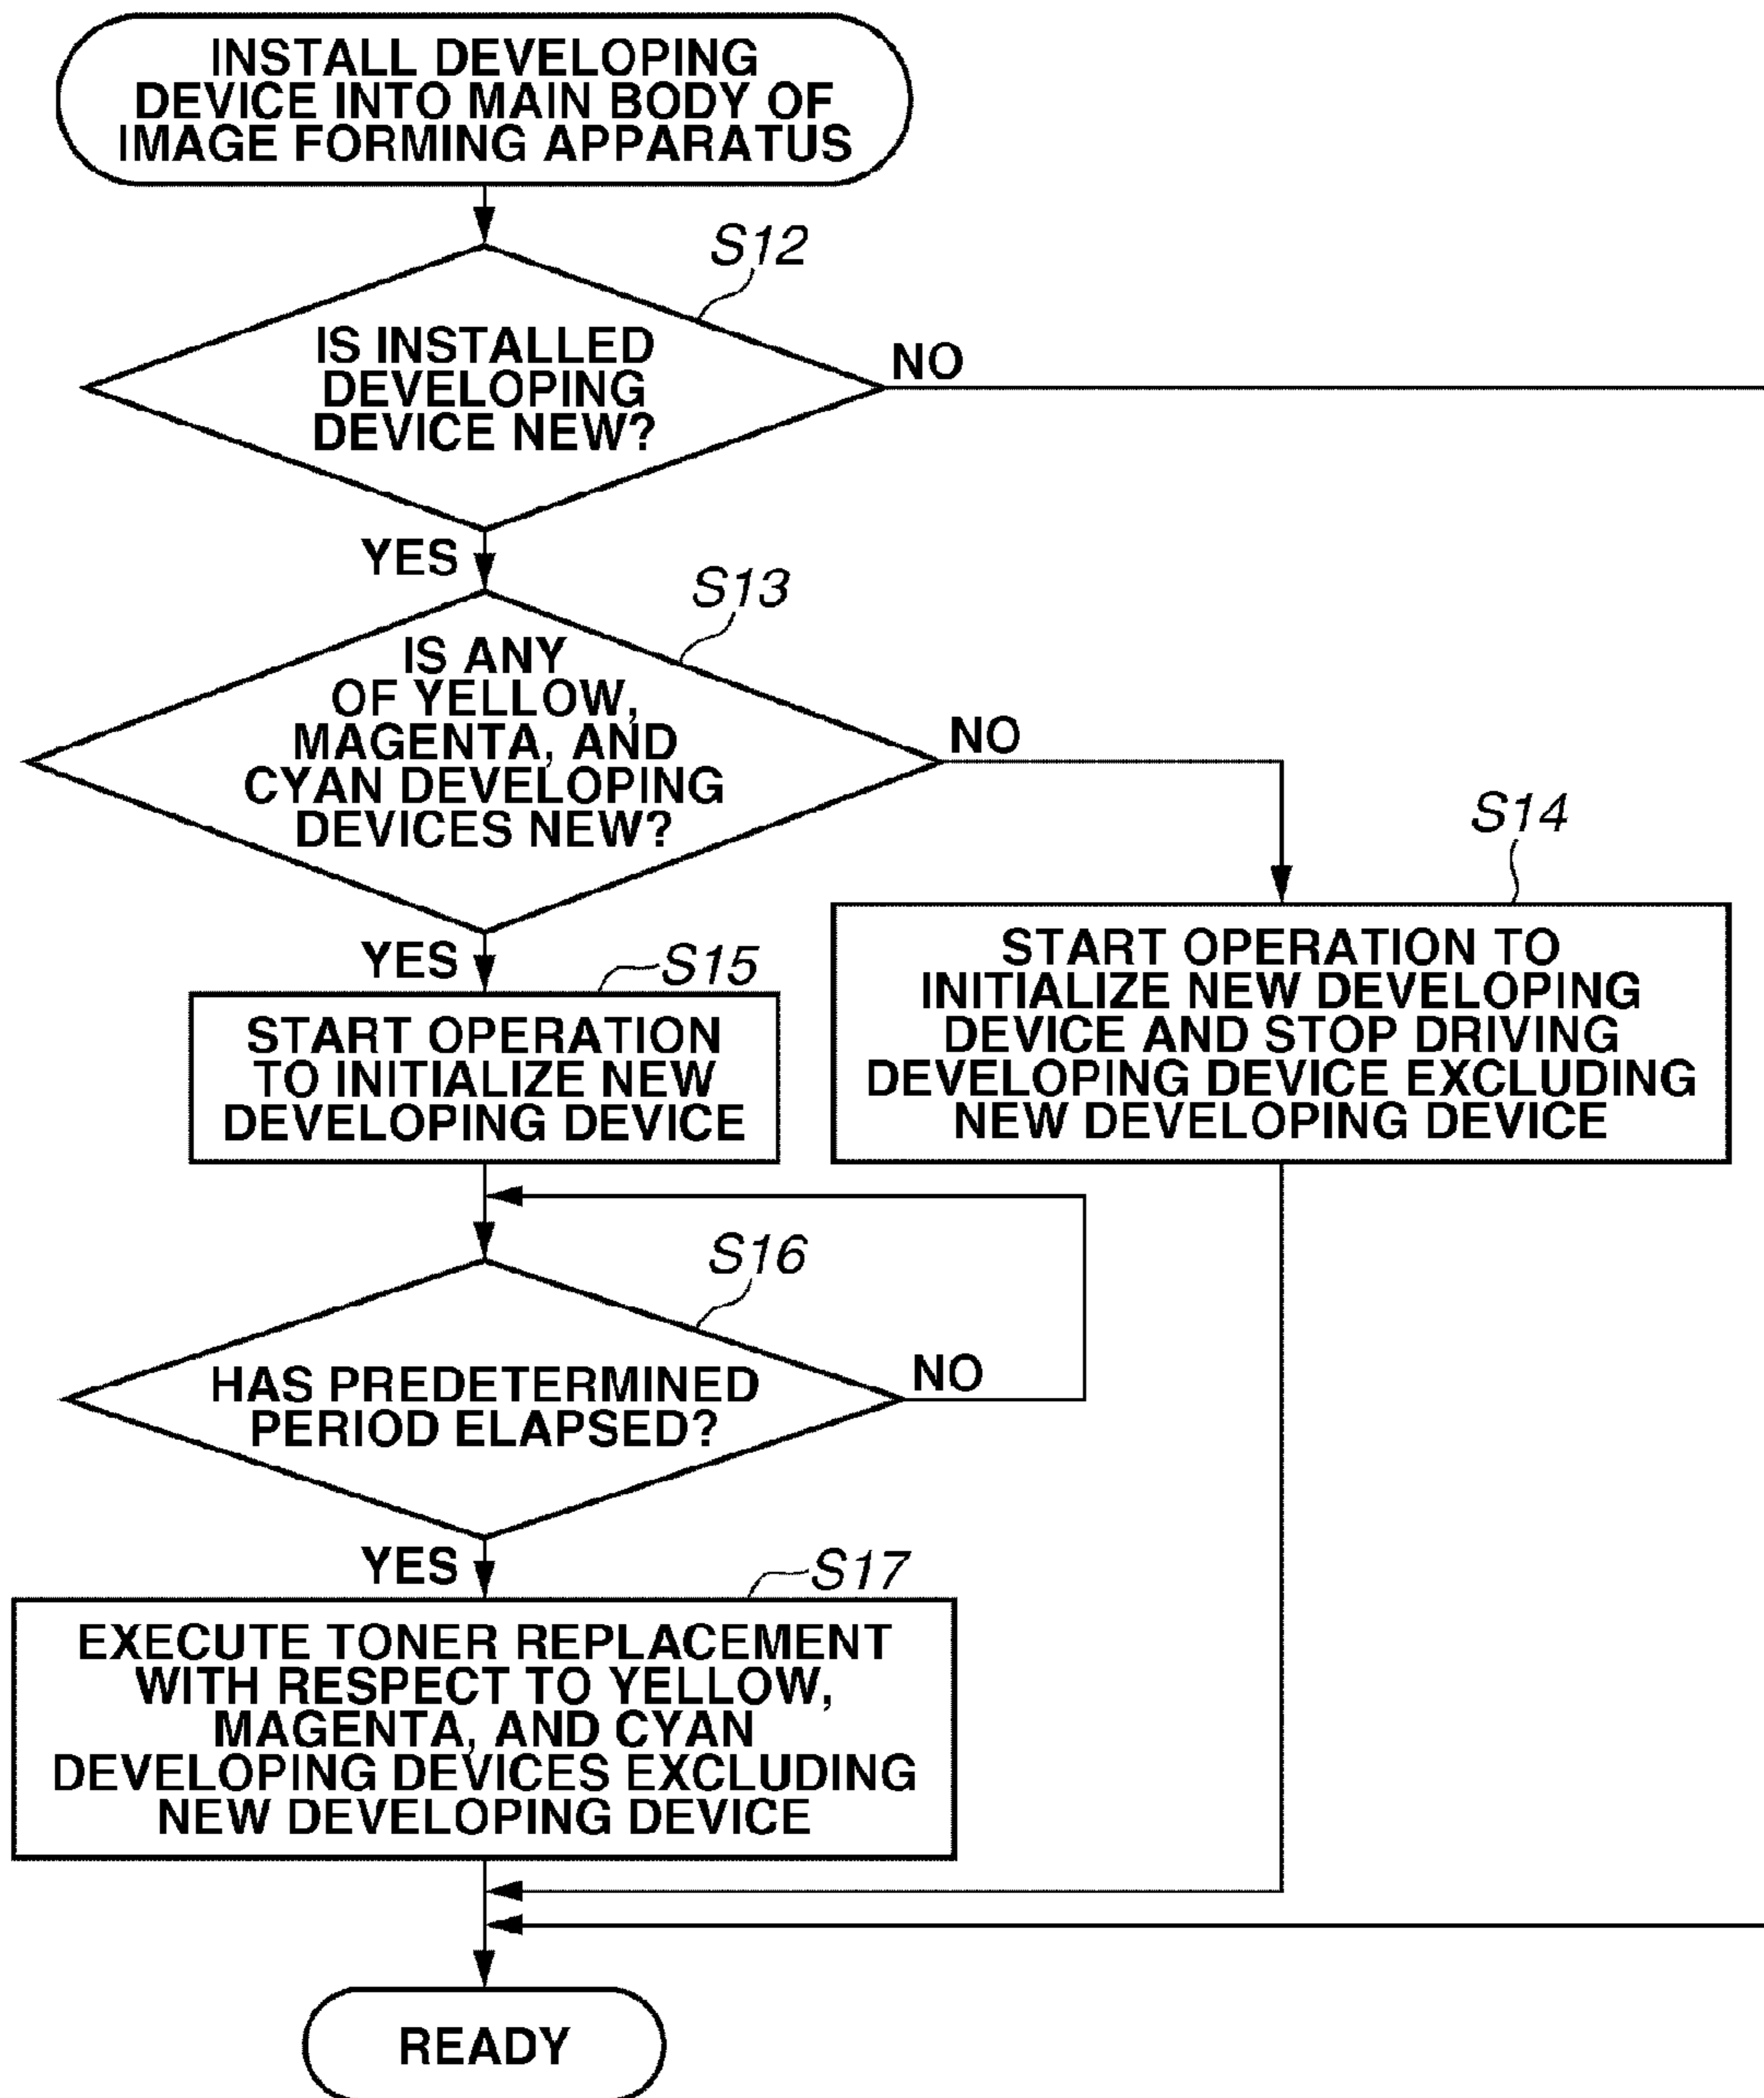 INSTALL DEVELOPING
DEVICE INTO MAIN BODY OF
IMAGE FORMING APPARATUS
S12
IS INSTALLED
DEVELOPING
DEVICE NEW?
NO
YES
S13
IS ANY
OF YELLOW,
MAGENTA, AND
CYAN DEVELOPING
DEVICES NEW?
NO
S14
START OPERATION TO
INITIALIZE NEW DEVELOPING
DEVICE AND STOP DRIVING
DEVELOPING DEVICE EXCLUDING
NEW DEVELOPING DEVICE
YES
S15
START OPERATION
TO INITIALIZE NEW
DEVELOPING DEVICE
S16
HAS PREDETERMINED
PERIOD ELAPSED?
NO
YES
S17
EXECUTE TONER REPLACEMENT
WITH RESPECT TO YELLOW,
MAGENTA, AND CYAN
DEVELOPING DEVICES EXCLUDING
NEW DEVELOPING DEVICE
READY